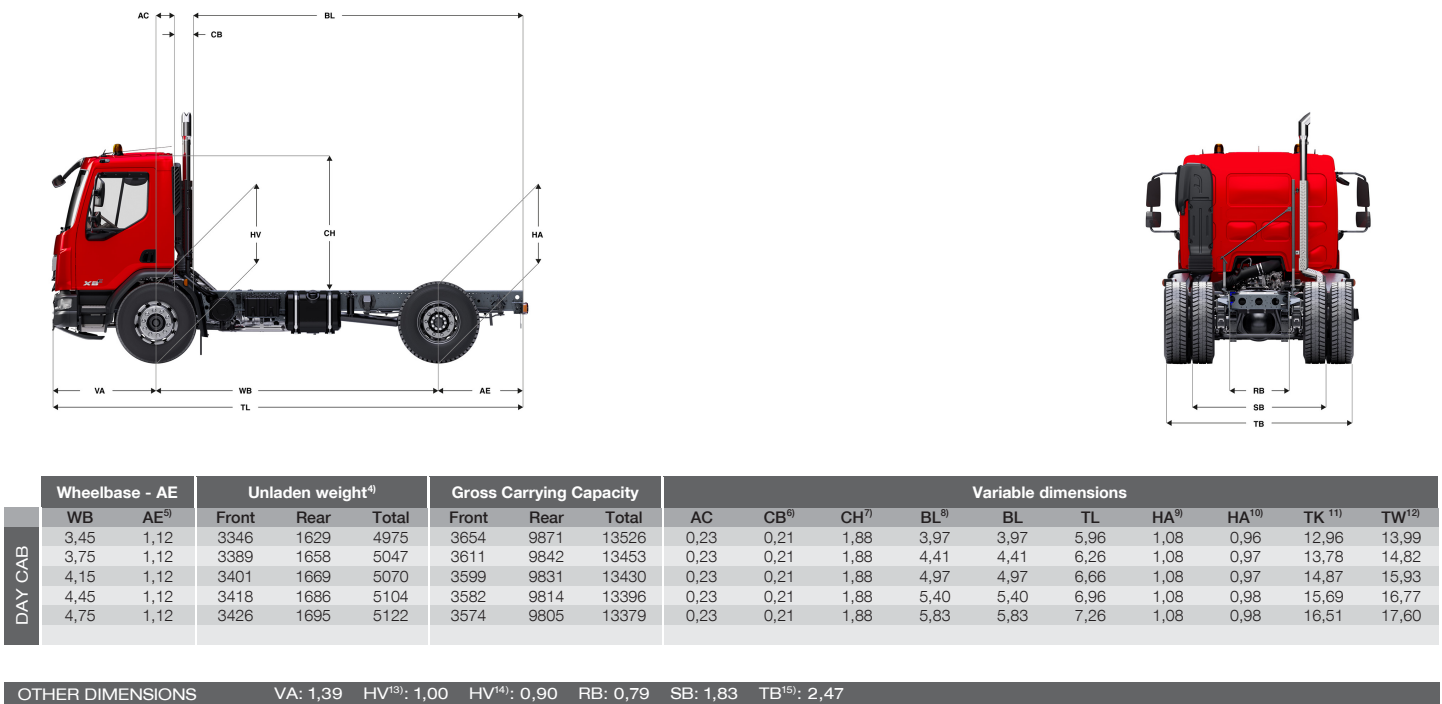 AC BL
CB
HV CH HA
XB
VA WB AE
TL
RB
SB
TB
Wheelbase - AE Unladen weight4) Gross Carrying Capacity Variable dimensions
WB AE5) Front Rear Total Front Rear Total AC CB6) CH7) BL8) BL TL HA9) HA10) TK 11) TW12)
DAY CAB
3,45 1,12 3346 1629 4975 3654 9871 13526 0,23 0,21 1,88 3,97 3,97 5,96 1,08 0,96 12,96 13,99
3,75 1,12 3389 1658 5047 3611 9842 13453 0,23 0,21 1,88 4,41 4,41 6,26 1,08 0,97 13,78 14,82
4,15 1,12 3401 1669 5070 3599 9831 13430 0,23 0,21 1,88 4,97 4,97 6,66 1,08 0,97 14,87 15,93
4,45 1,12 3418 1686 5104 3582 9814 13396 0,23 0,21 1,88 5,40 5,40 6,96 1,08 0,98 15,69 16,77
4,75 1,12 3426 1695 5122 3574 9805 13379 0,23 0,21 1,88 5,83 5,83 7,26 1,08 0,98 16,51 17,60
OTHER DIMENSIONS VA: 1,39 HV13): 1,00 HV14): 0,90 RB: 0,79 SB: 1,83 TB15): 2,47